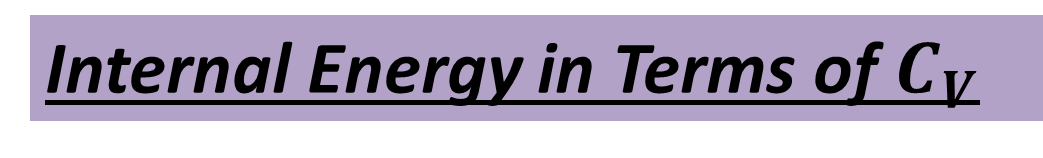 Internal Energy in Terms of C_V